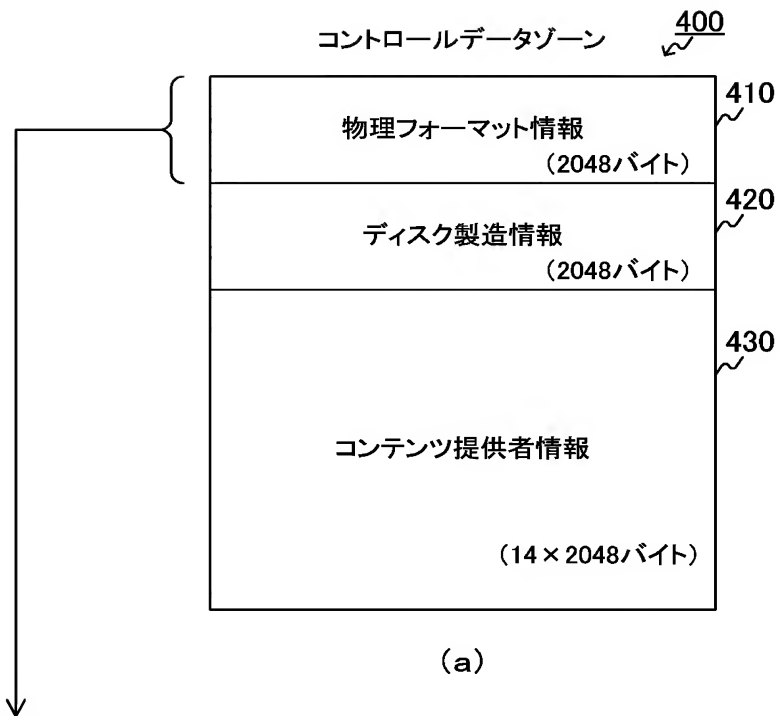 コントロールデータゾーン
400
物理フォーマット情報
(2048バイト)
410
ディスク製造情報
(2048バイト)
420
コンテンツ提供者情報
(14×2048バイト)
430
(a)